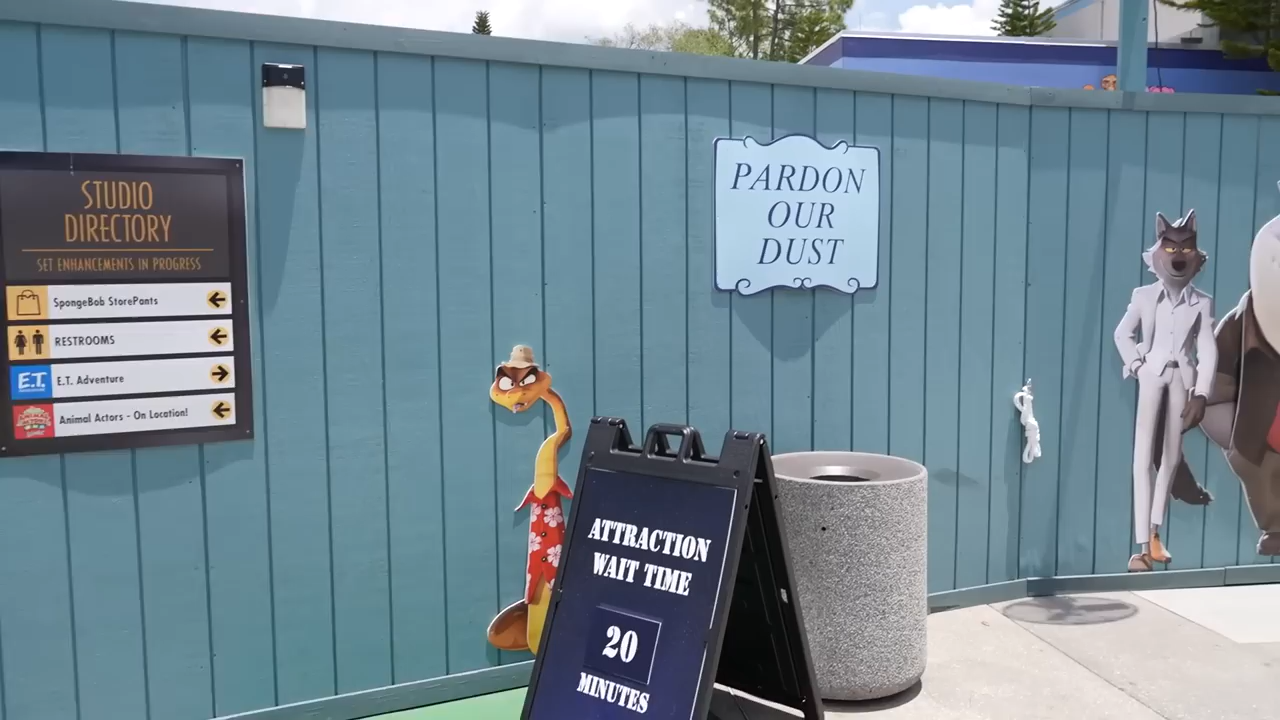 STUDIO
DIRECTORY
SET ENHANCEMENTS IN PROGRESS
SpongeBob StorePants
RESTROOMS
E.T.
E.T. Adventure
Animal Actors - On Location!
PARDON
OUR
DUST
ATTRACTION
WAIT TIME
20
MINUTES